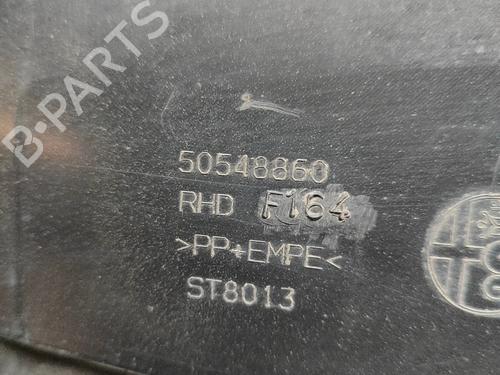 B-PARTS
50548860
RHD F164
>PP+EMPE<
ST8013